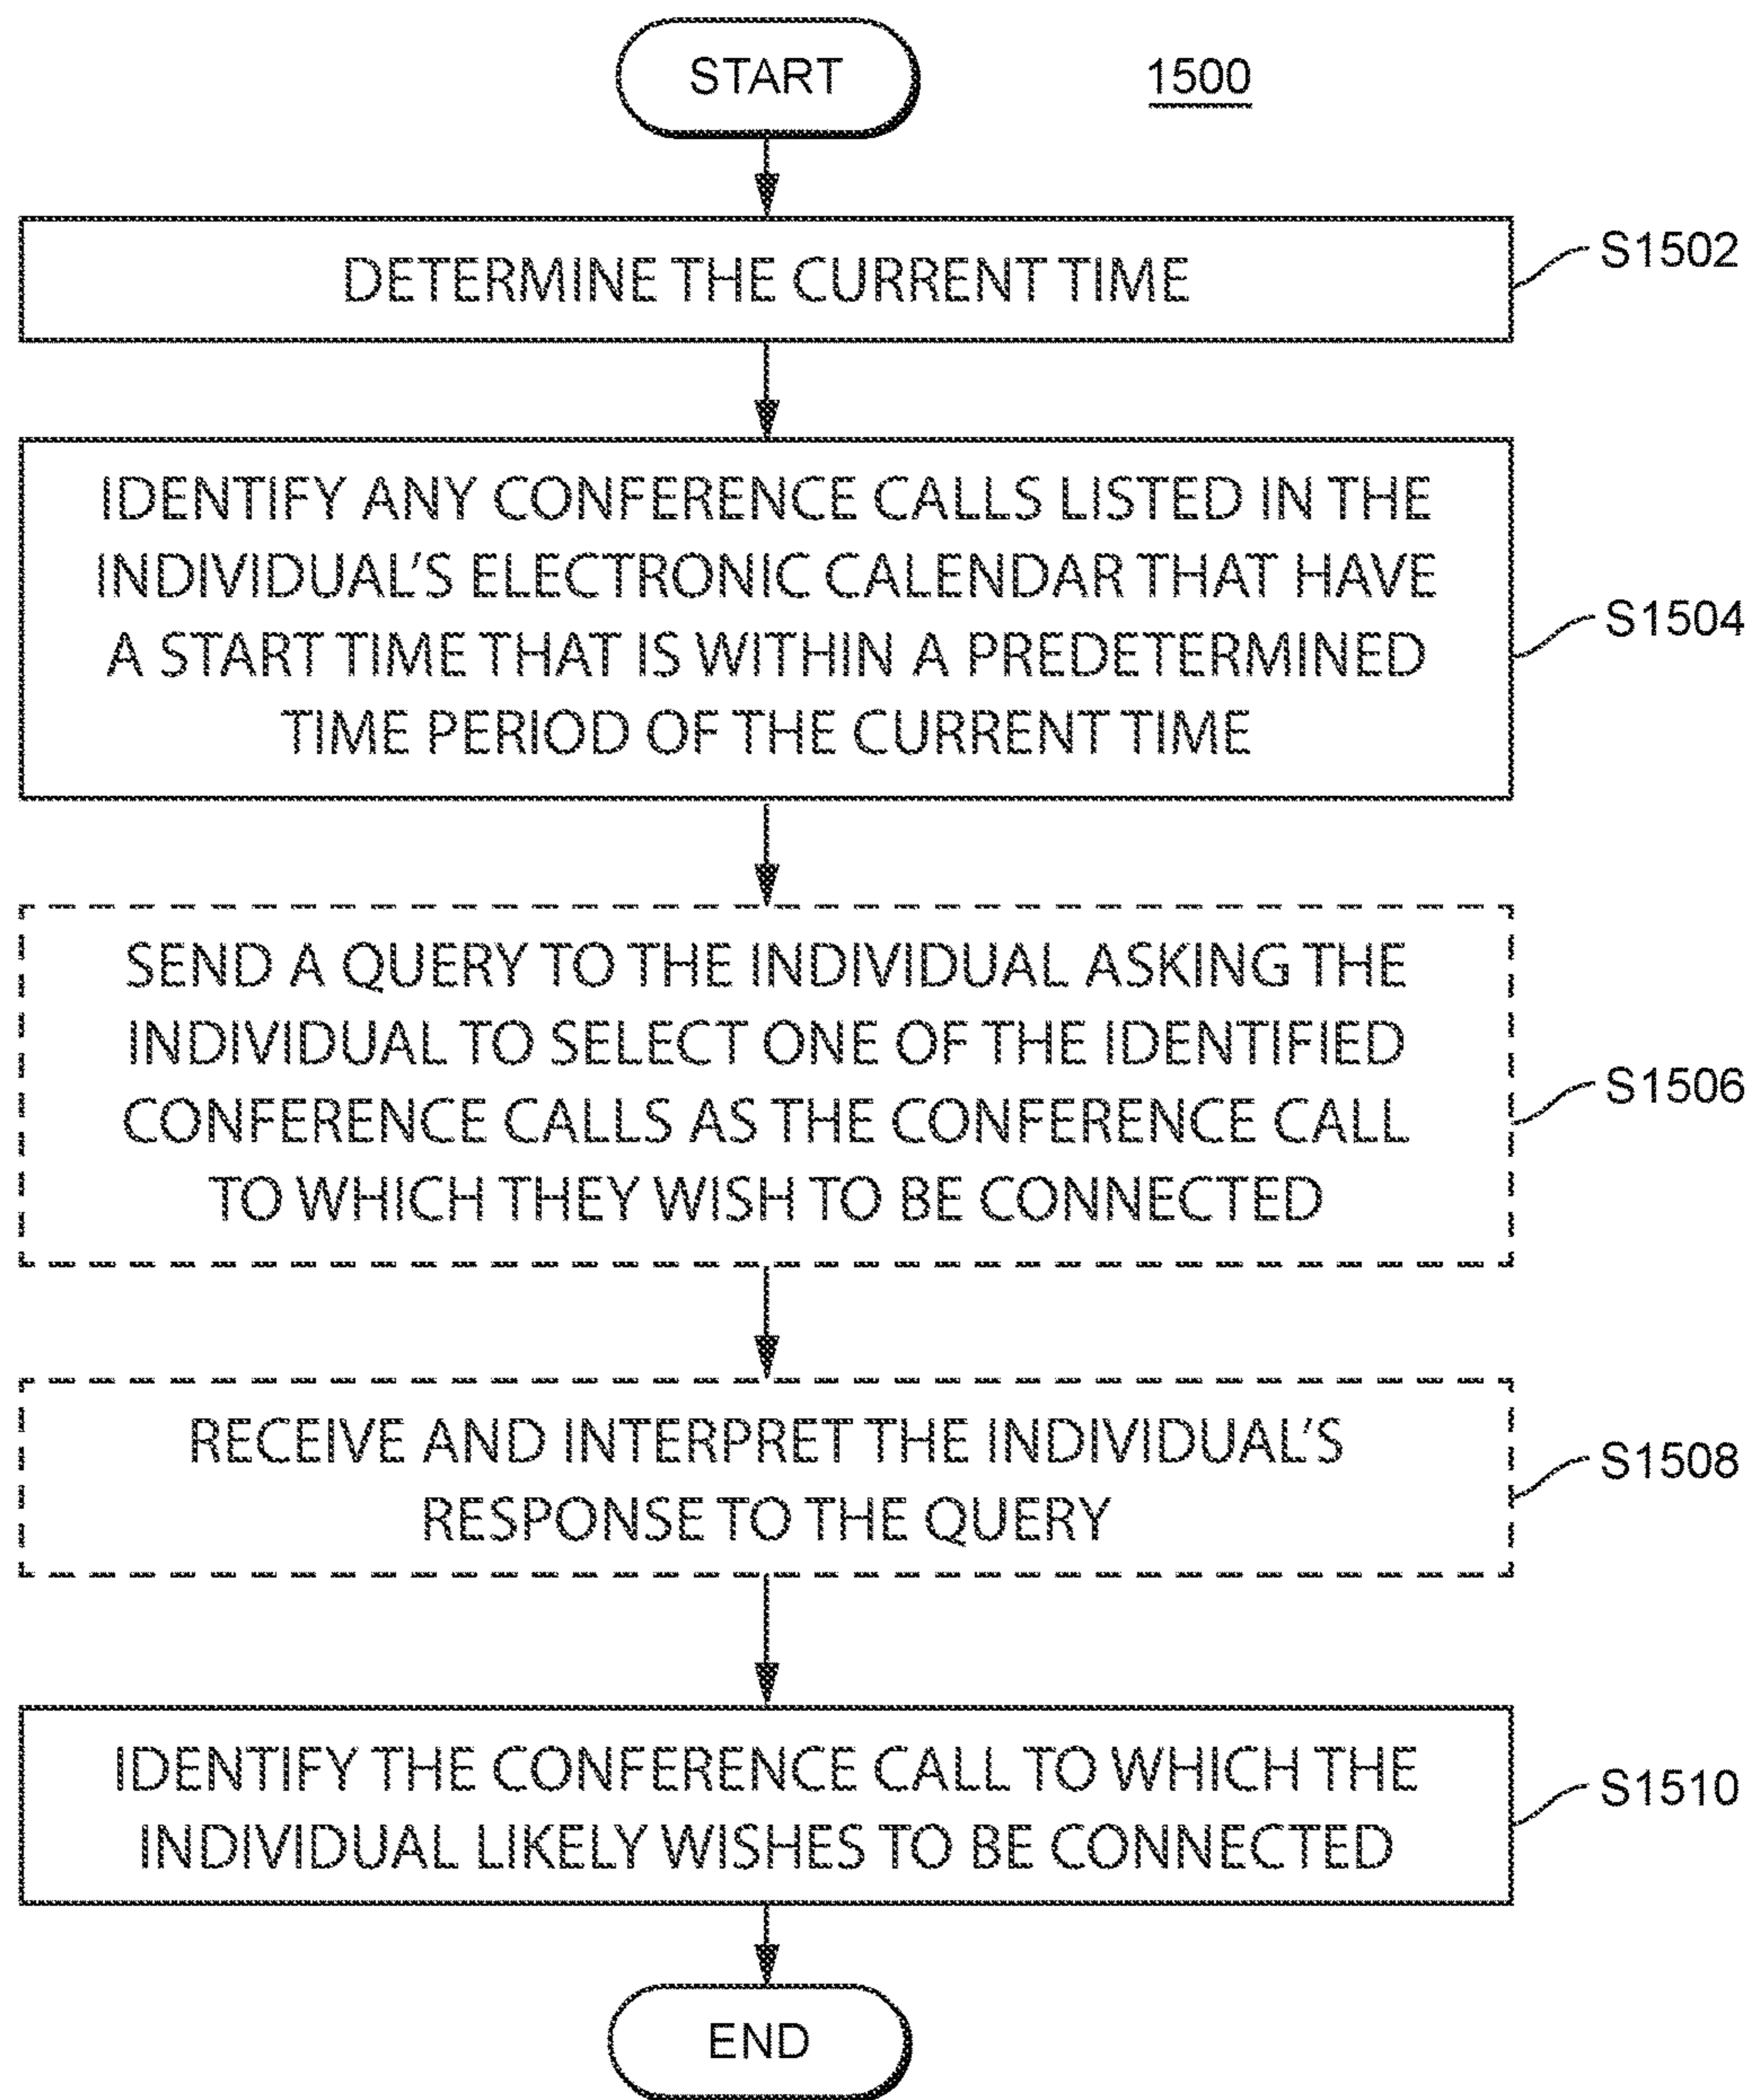 START
1500
DETERMINE THE CURRENT TIME
S1502
IDENTIFY ANY CONFERENCE CALLS LISTED IN THE
INDIVIDUAL'S ELECTRONIC CALENDAR THAT HAVE
A START TIME THAT IS WITHIN A PREDETERMINED
TIME PERIOD OF THE CURRENT TIME
S1504
SEND A QUERY TO THE INDIVIDUAL ASKING THE
INDIVIDUAL TO SELECT ONE OF THE IDENTIFIED
CONFERENCE CALLS AS THE CONFERENCE CALL
TO WHICH THEY WISH TO BE CONNECTED
S1506
RECEIVE AND INTERPRET THE INDIVIDUAL'S
RESPONSE TO THE QUERY
S1508
IDENTIFY THE CONFERENCE CALL TO WHICH THE
INDIVIDUAL LIKELY WISHES TO BE CONNECTED
S1510
END